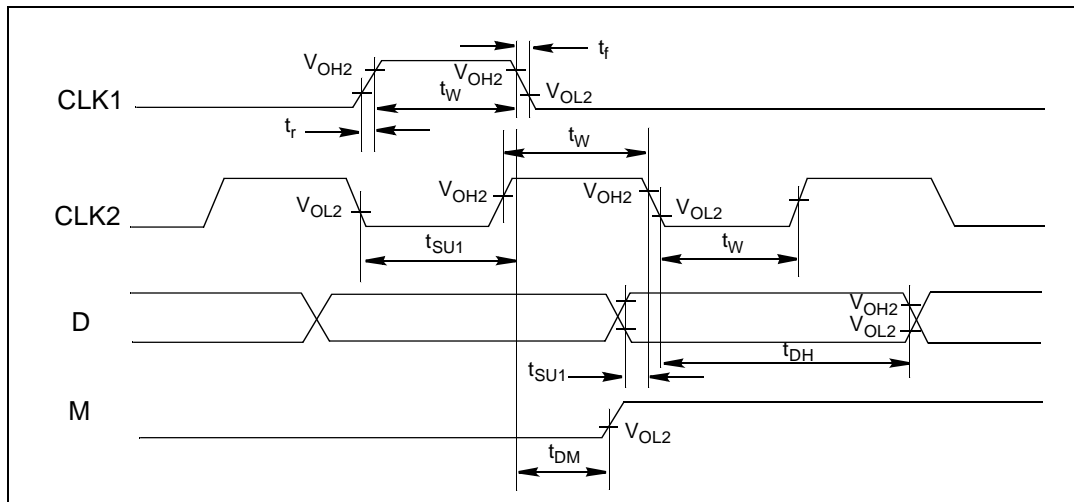 t_f
V_OH2
V_OH2
t_W
V_OL2
CLK1
t_r
t_W
V_OH2
V_OH2
V_OL2
V_OL2
CLK2
t_W
t_SU1
V_OH2
D
V_OL2
t_DH
t_SU1
M
V_OL2
t_DM